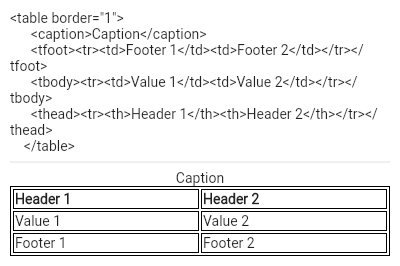 <table border="1">
<caption>Caption</caption>
<tfoot><tr><td>Footer 1</td><td>Footer 2</td></tr></
tfoot>
<tbody><tr><td>Value 1</td><td>Value 2</td></tr></
tbody>
<thead><tr><th>Header 1</th><th>Header 2</th></tr></
thead>
</table>
Caption
Header 1 Header 2
Value 1 Value 2
Footer 1 Footer 2